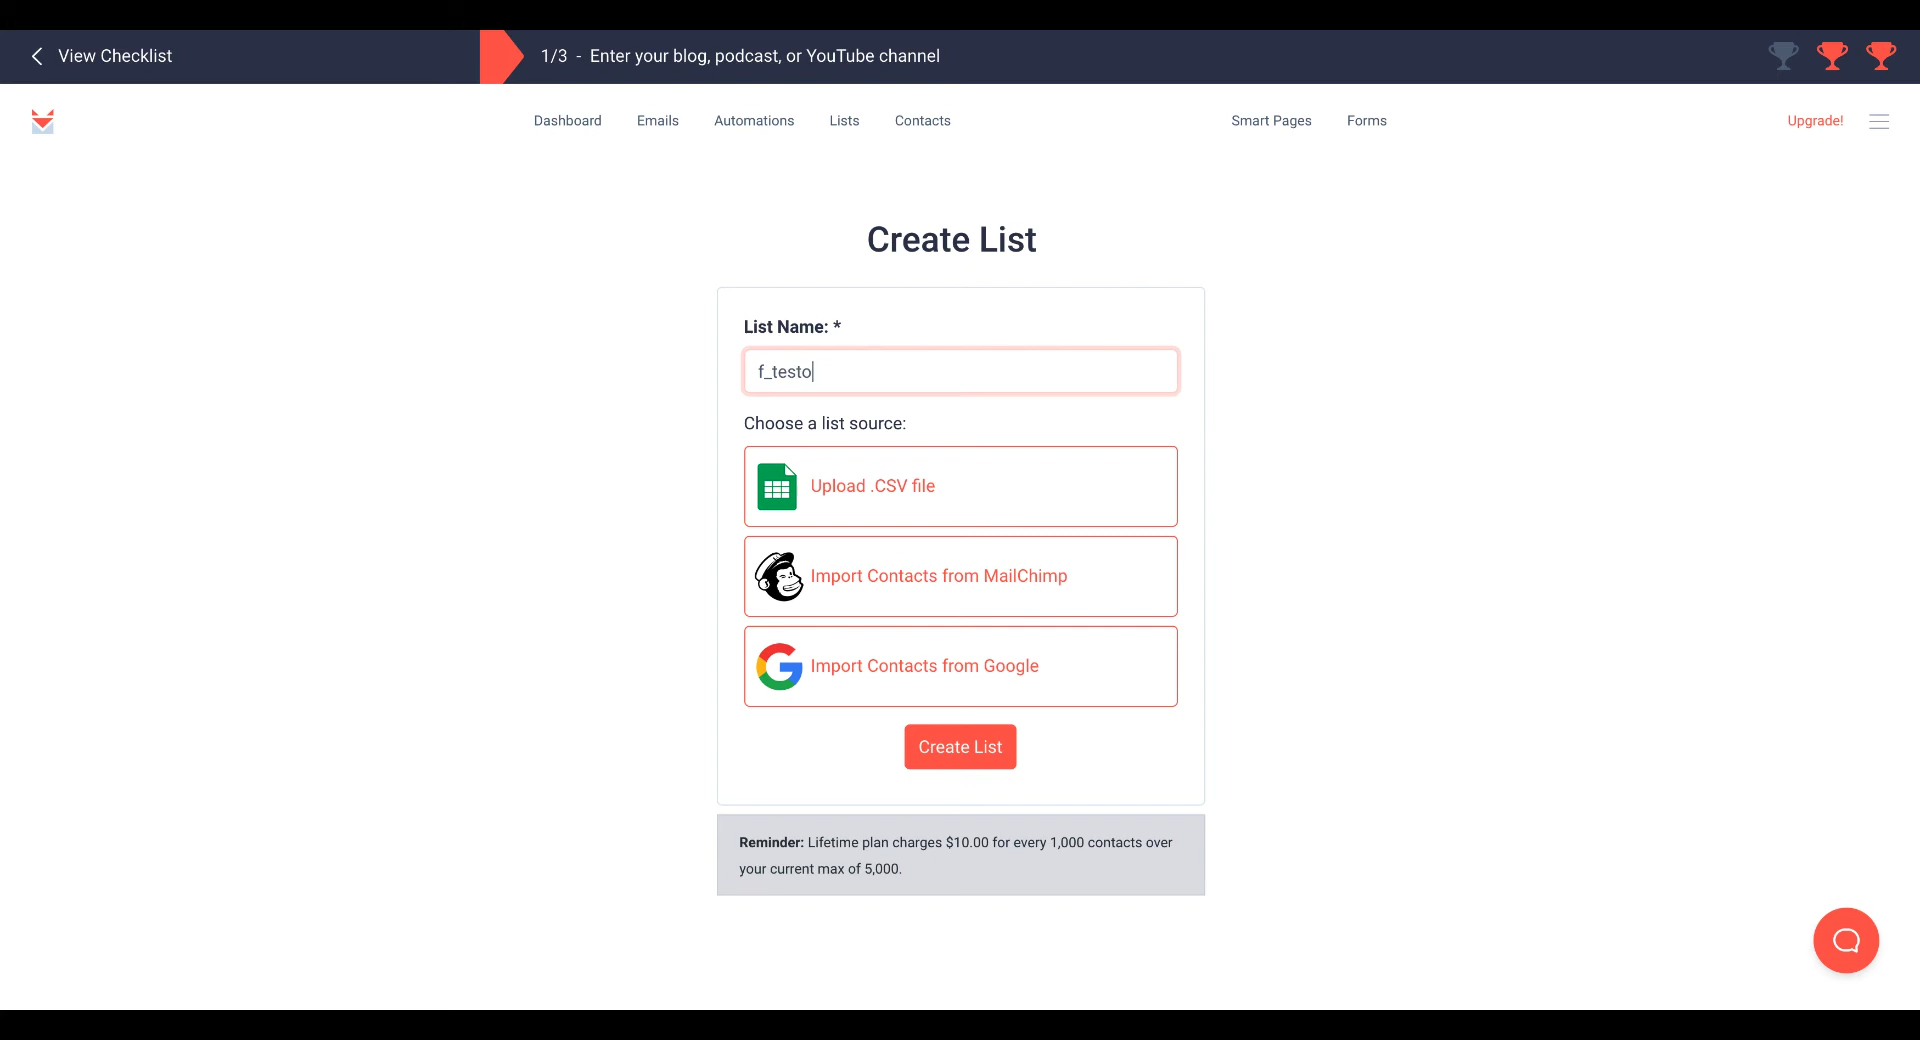 View Checklist
1/3 - Enter your blog, podcast, or YouTube channel
Dashboard Emails Automations Lists Contacts Smart Pages Forms Upgrade!
Create List
List Name: *
f_testo
Choose a list source:
Upload .CSV file
Import Contacts from MailChimp
Import Contacts from Google
Create List
Reminder: Lifetime plan charges $10.00 for every 1,000 contacts over
your current max of 5,000.